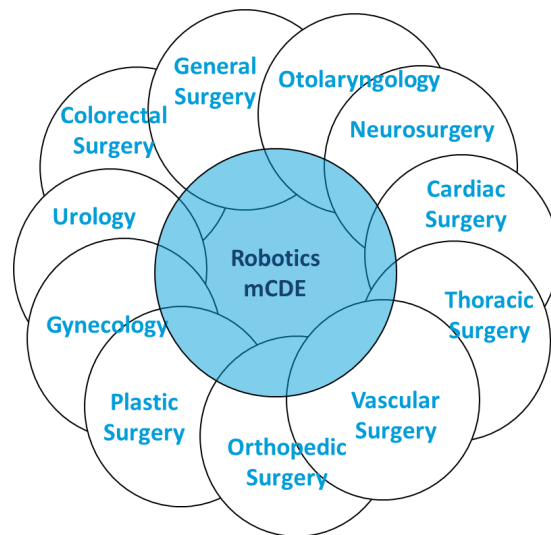 General
Surgery
Otolaryngology
Colorectal
Surgery
Neurosurgery
Cardiac
Surgery
Urology
Robotics
mCDE
Thoracic
Surgery
Gynecology
Plastic
Surgery
Vascular
Surgery
Orthopedic
Surgery